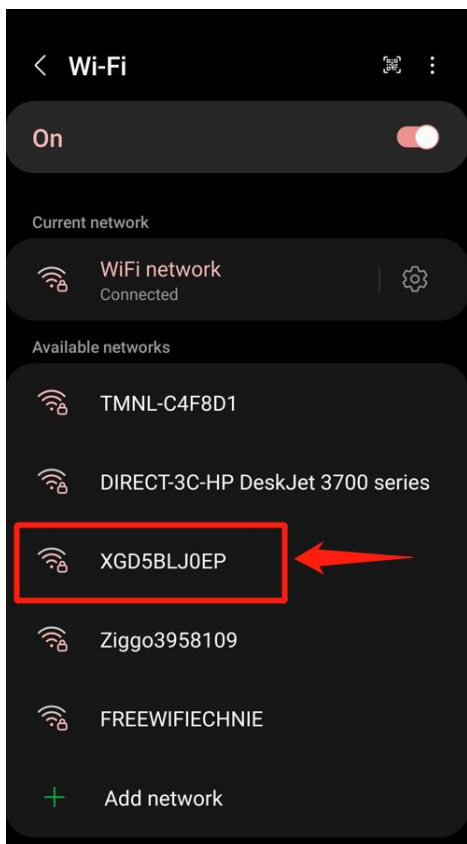 Wi-Fi
On
Current network
WiFi network
Connected
Available networks
TMNL-C4F8D1
DIRECT-3C-HP DeskJet 3700 series
XGD5BLJ0EP
Ziggo3958109
FREEWIFIECHNIE
Add network